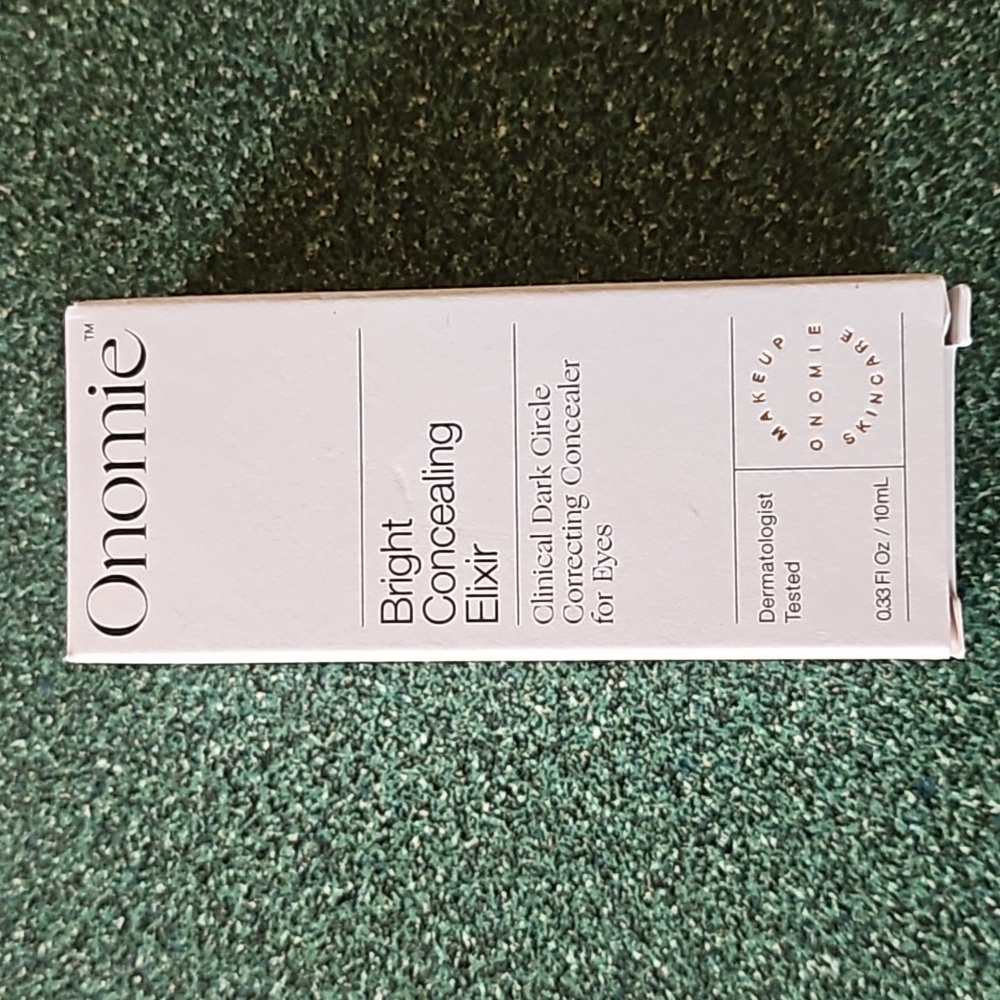 Onomie™
Bright
Concealing
Elixir
Clinical Dark Circle
Correcting Concealer
for Eyes
Dermatologist
Tested
0.33 Fl Oz / 10mL
MAKEUP
ONOMIE
SKINCARE